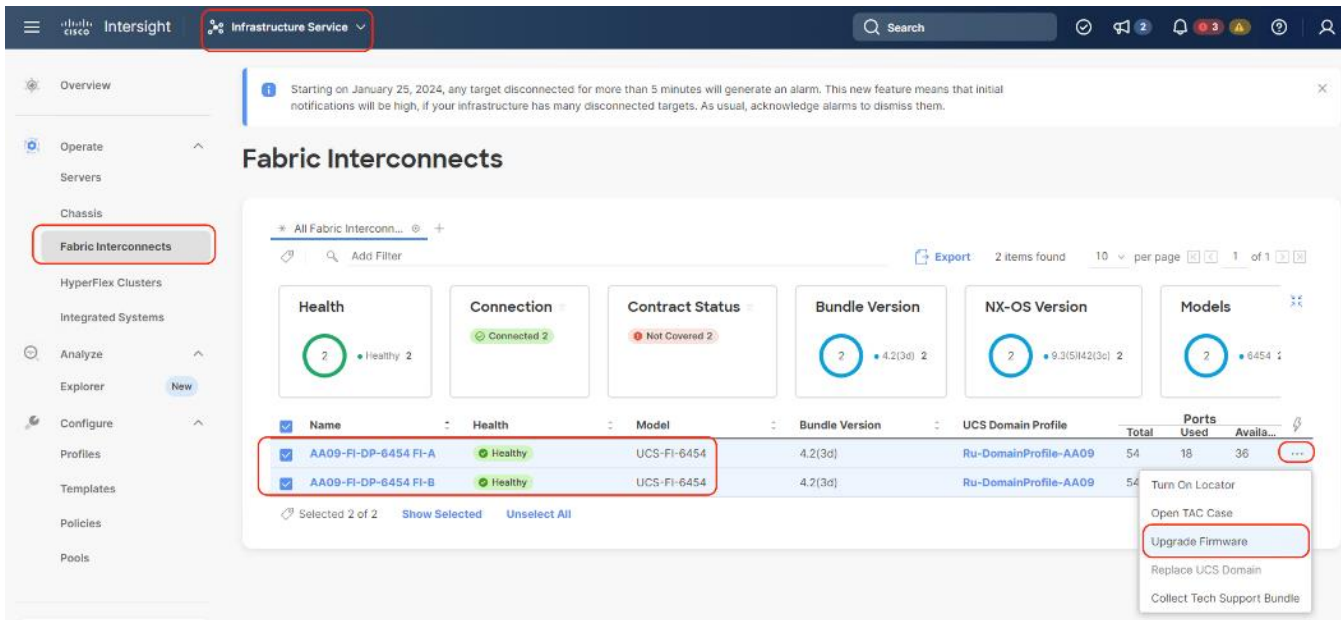 cisco Intersight Infrastructure Service Search 2 3
Overview
Starting on January 25, 2024, any target disconnected for more than 5 minutes will generate an alarm. This new feature means that initial
notifications will be high, if your infrastructure has many disconnected targets. As usual, acknowledge alarms to dismiss them.
Operate
Servers
Chassis
Fabric Interconnects
HyperFlex Clusters
Integrated Systems
Analyze
Explorer New
Configure
Profiles
Templates
Policies
Pools
Fabric Interconnects
All Fabric Interconn...
Add Filter Export 2 items found 10 per page 1 of 1
Health Connection Contract Status Bundle Version NX-OS Version Models
Connected 2 Not Covered 2
2 Healthy 2 2 4.2(3d) 2 2 9.3(5)I42(3c) 2 2 6454
Name Health Model Bundle Version UCS Domain Profile Ports
Total Used Availa...
AA09-FI-DP-6454 FI-A Healthy UCS-FI-6454 4.2(3d) Ru-DomainProfile-AA09 54 18 36 ...
AA09-FI-DP-6454 FI-B Healthy UCS-FI-6454 4.2(3d) Ru-DomainProfile-AA09 54
Selected 2 of 2 Show Selected Unselect All
Turn On Locator
Open TAC Case
Upgrade Firmware
Replace UCS Domain
Collect Tech Support Bundle